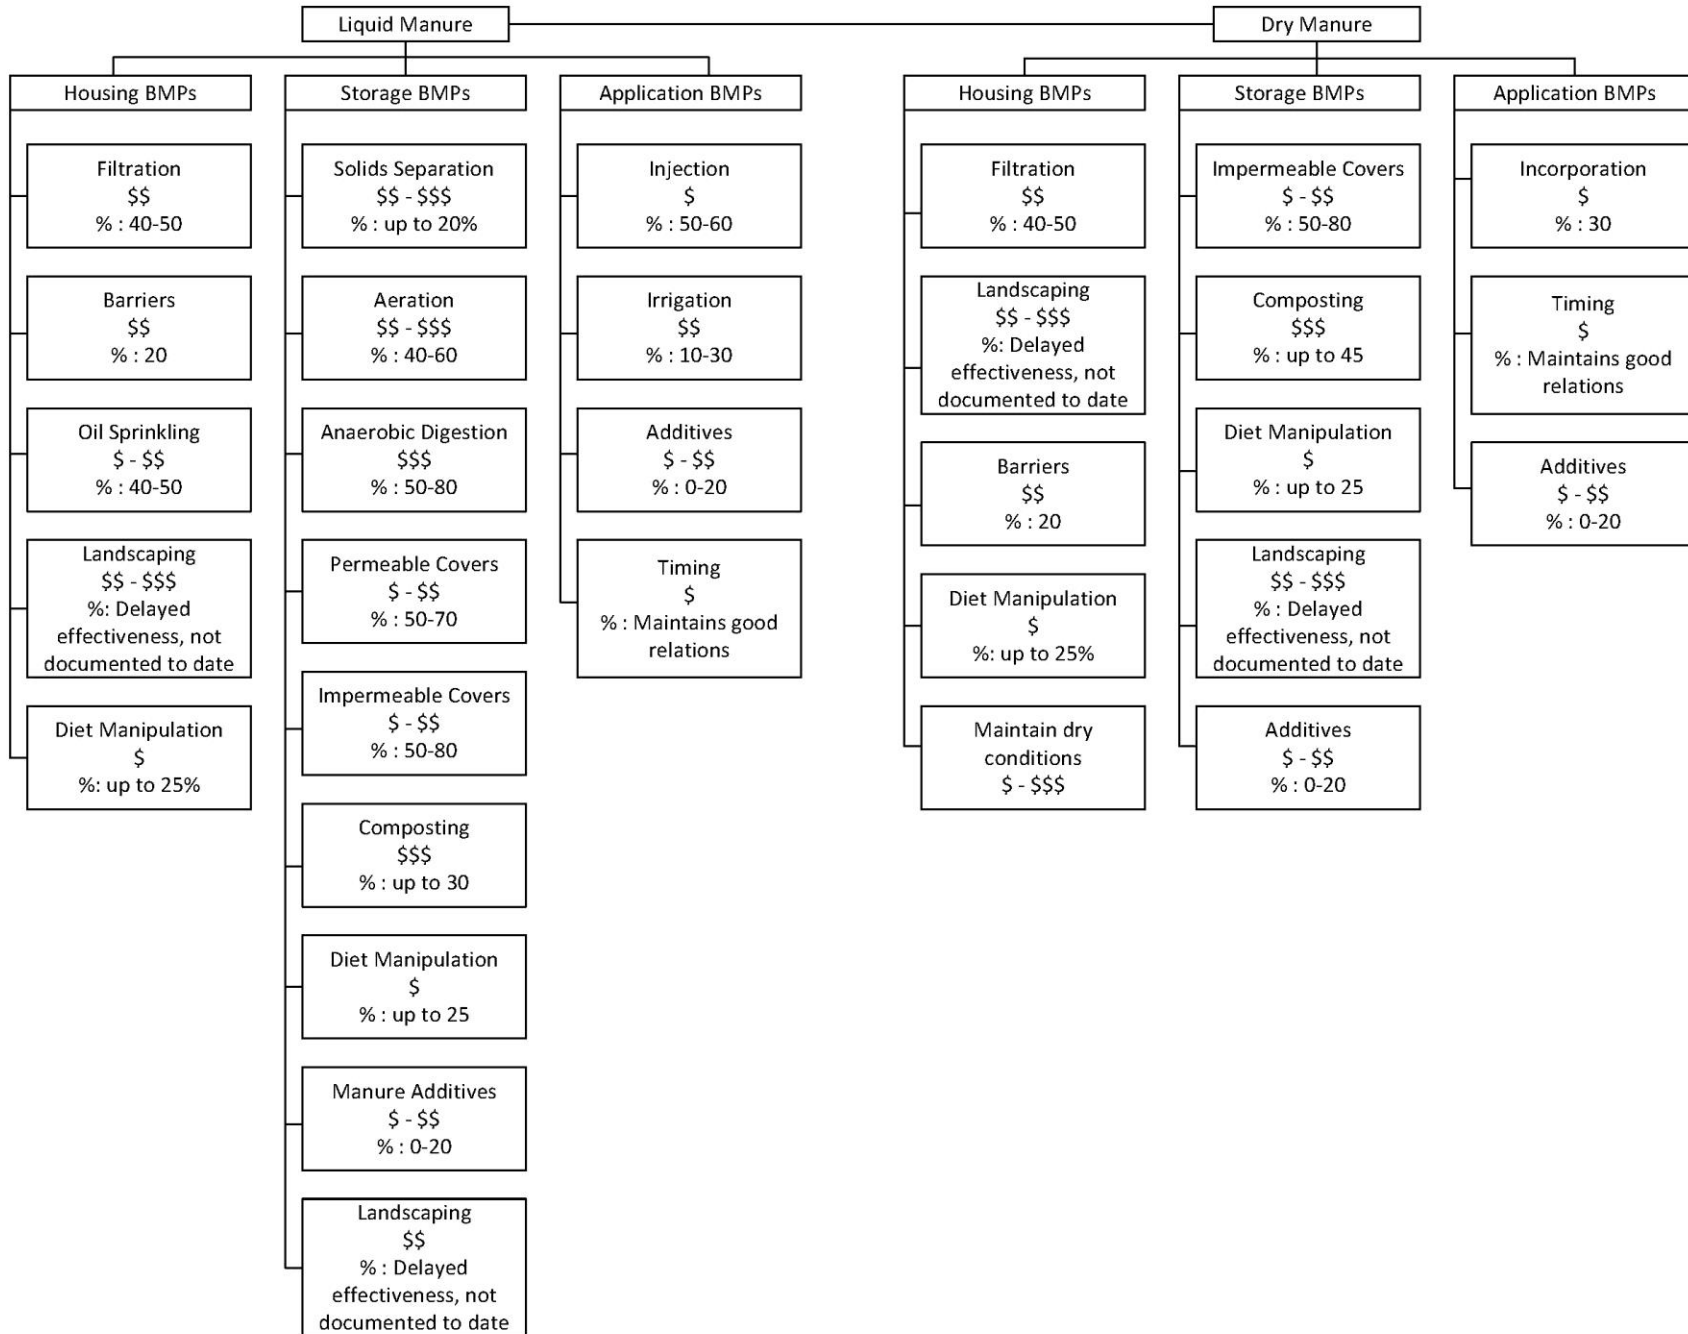 Liquid Manure
Dry Manure
Housing BMPs
Storage BMPs
Application BMPs
Housing BMPs
Storage BMPs
Application BMPs
Filtration
$$
% : 40-50
Barriers
$$
% : 20
Oil Sprinkling
$ - $$
% : 40-50
Landscaping
$$ - $$$
%: Delayed
effectiveness, not
documented to date
Diet Manipulation
$
%: up to 25%
Solids Separation
$$ - $$$
% : up to 20%
Aeration
$$ - $$$
% : 40-60
Anaerobic Digestion
$$$
% : 50-80
Permeable Covers
$ - $$
% : 50-70
Impermeable Covers
$ - $$
% : 50-80
Composting
$$$
% : up to 30
Diet Manipulation
$
% : up to 25
Manure Additives
$ - $$
% : 0-20
Landscaping
$$
% : Delayed
effectiveness, not
documented to date
Injection
$
% : 50-60
Irrigation
$$
% : 10-30
Additives
$ - $$
% : 0-20
Timing
$
% : Maintains good
relations
Filtration
$$
% : 40-50
Landscaping
$$ - $$$
%: Delayed
effectiveness, not
documented to date
Barriers
$$
% : 20
Diet Manipulation
$
%: up to 25%
Maintain dry
conditions
$ - $$$
Impermeable Covers
$ - $$
% : 50-80
Composting
$$$
% : up to 45
Diet Manipulation
$
% : up to 25
Landscaping
$$ - $$$
% : Delayed
effectiveness, not
documented to date
Additives
$ - $$
% : 0-20
Incorporation
$
% : 30
Timing
$
% : Maintains good
relations
Additives
$ - $$
% : 0-20